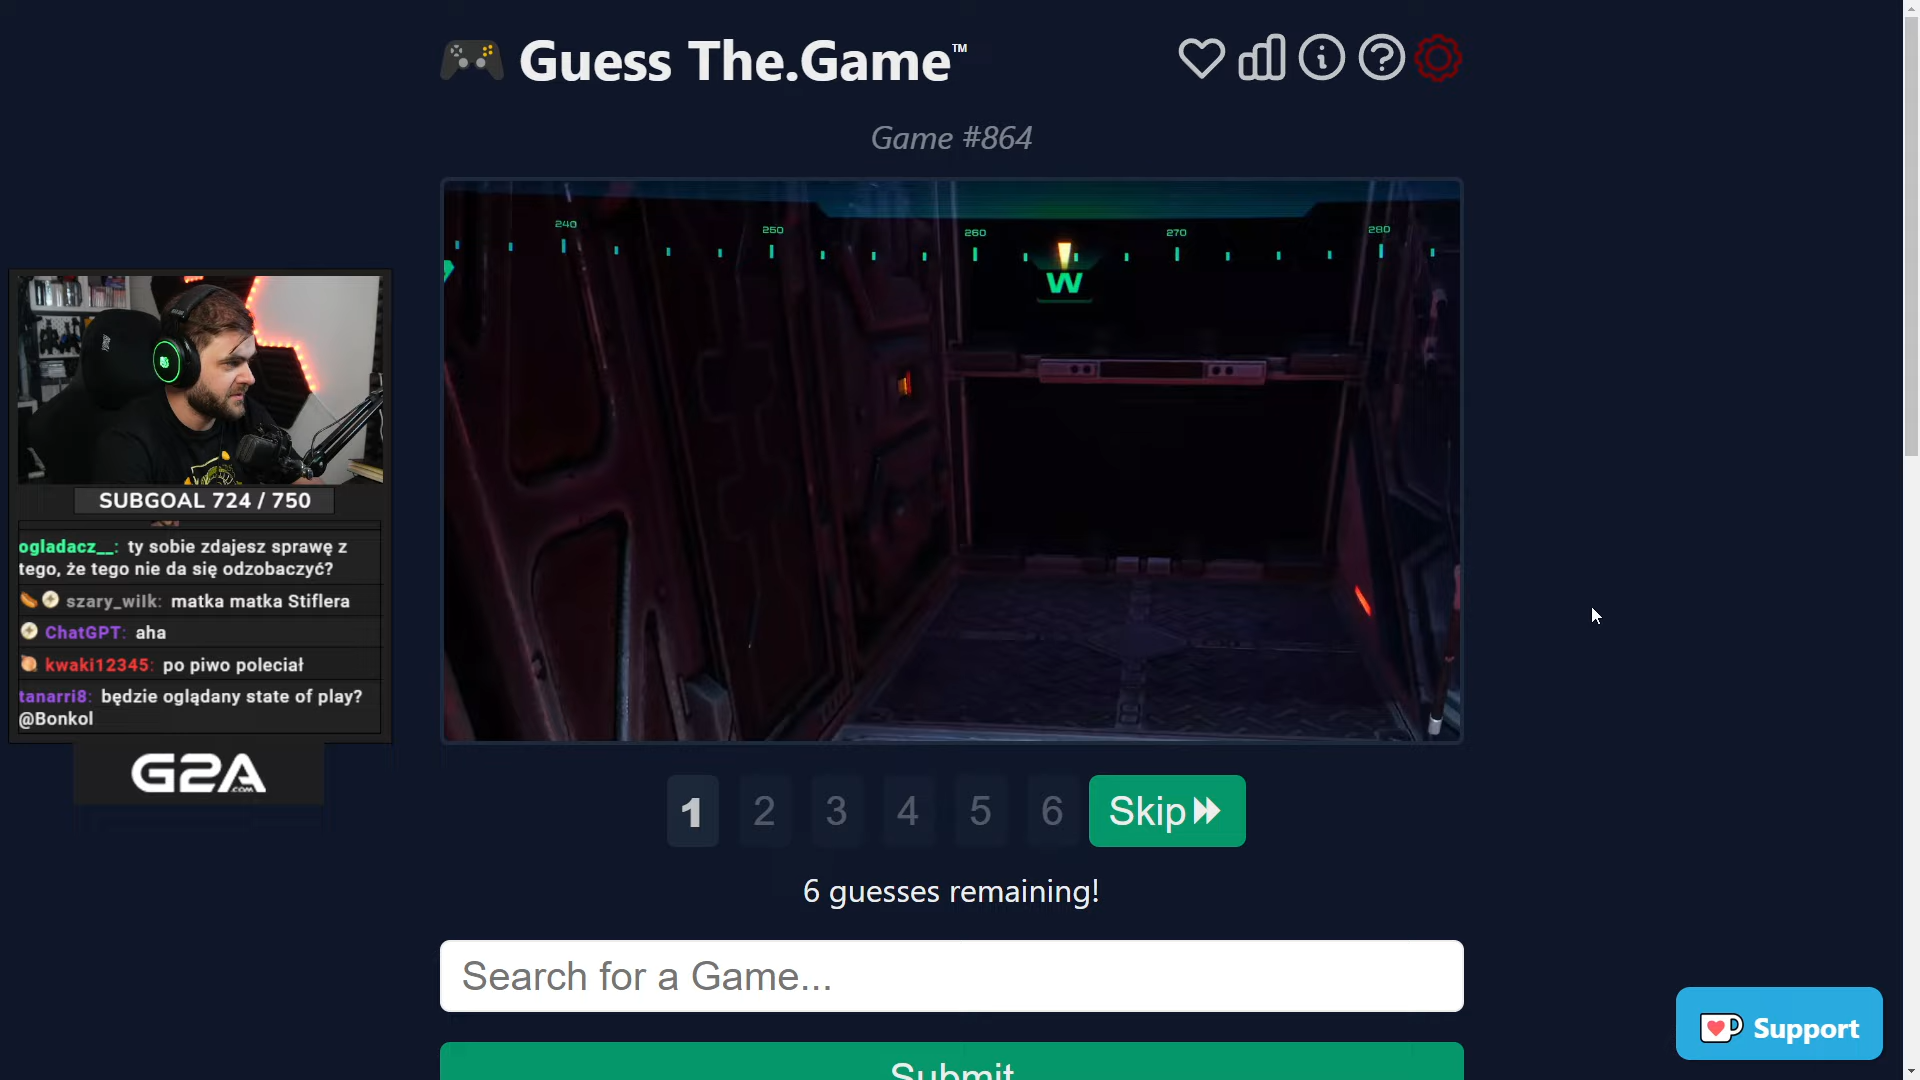 Guess The.Game™
Game #864
240
250
260
270
280
W
SUBGOAL 724 / 750
ogladacz__: ty sobie zdajesz sprawę z
tego, że tego nie da się odzobaczyć?
szary_wilk: matka matka Stiflera
ChatGPT: aha
kwaki12345: po piwo poleciał
tanarri8: będzie oglądany state of play?
@Bonkol
G2A
.COM
1
2
3
4
5
6
Skip
6 guesses remaining!
Search for a Game...
Submit
Support